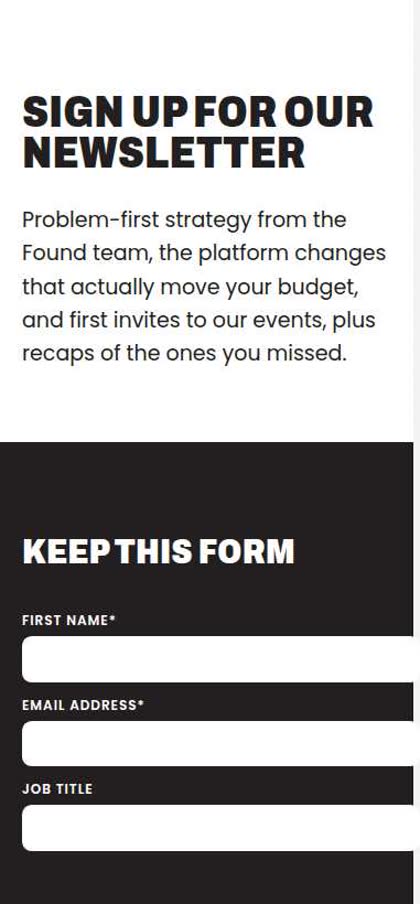 SIGN UP FOR OUR
NEWSLETTER
Problem-first strategy from the
Found team, the platform changes
that actually move your budget,
and first invites to our events, plus
recaps of the ones you missed.
KEEP THIS FORM
FIRST NAME*
EMAIL ADDRESS*
JOB TITLE